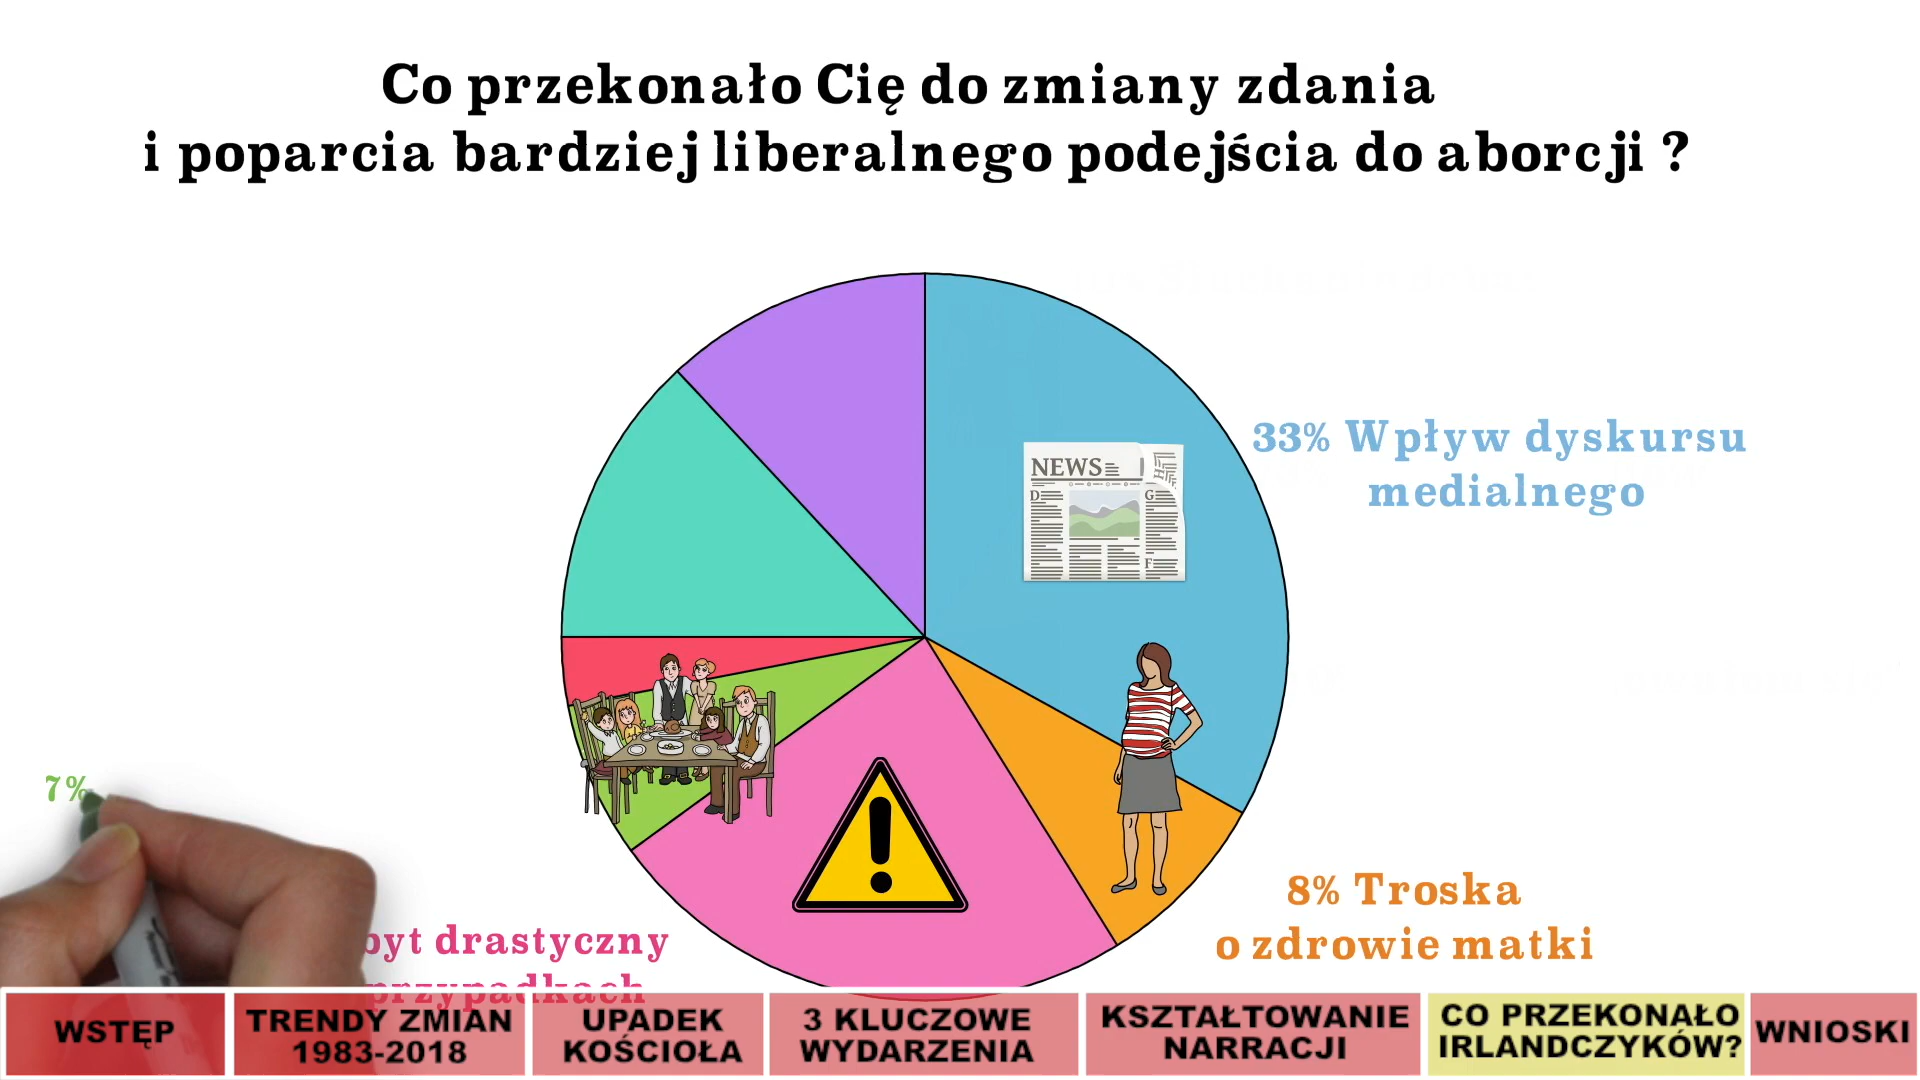 Co przekonało Cię do zmiany zdania
i poparcia bardziej liberalnego podejścia do aborcji ?
NEWS
D
G
F
33% Wpływ dyskursu
medialnego
7%
8% Troska
o zdrowie matki
byt drastyczny
przypadkach
WSTĘP
TRENDY ZMIAN
1983-2018
UPADEK
KOŚCIOŁA
3 KLUCZOWE
WYDARZENIA
KSZTAŁTOWANIE
NARRACJI
CO PRZEKONAŁO
IRLANDCZYKÓW?
WNIOSKI